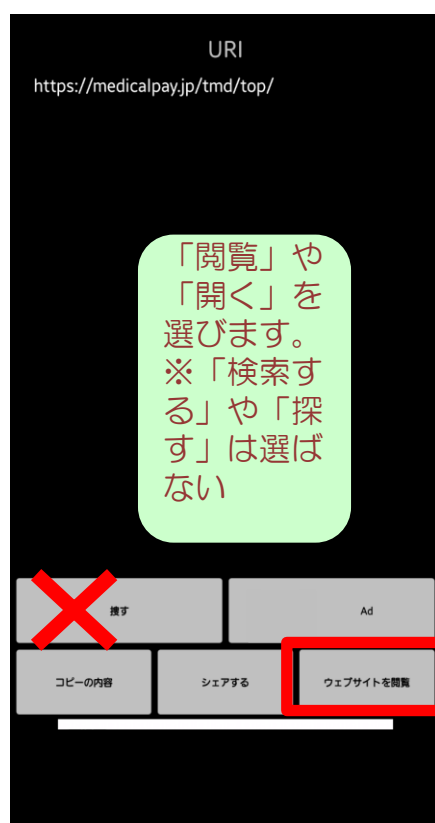 URI
https://medicalpay.jp/tmd/top/
「閲覧」や
「開く」を
選びます。
※「検索す
る」や「探
す」は選ば
ない
捜す
Ad
コピーの内容
シェアする
ウェブサイトを閲覧